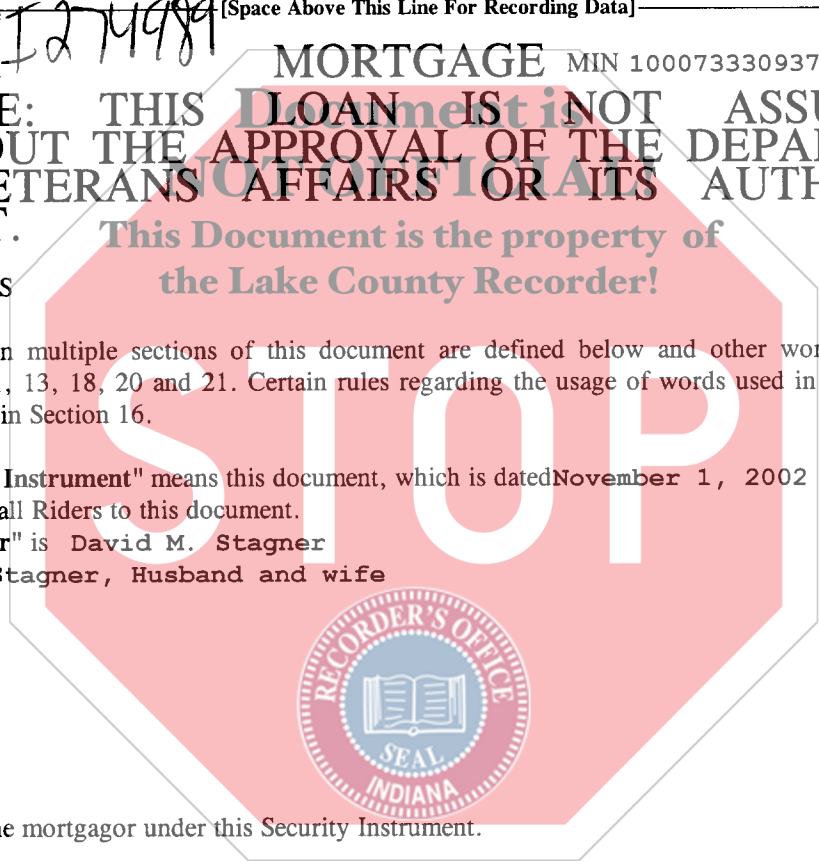 [Space Above This Line For Recording Data]
I274989
MORTGAGE MIN 100073330937
E: THIS LOAN IS NOT ASSU
OUT THE APPROVAL OF THE DEPA
ETERANS AFFAIRS OR ITS AUTH
T.
Document is
NOT OFFICIAL
This Document is the property of
the Lake County Recorder!
S
n multiple sections of this document are defined below and other wor
, 13, 18, 20 and 21. Certain rules regarding the usage of words used in
in Section 16.
STOP
Instrument" means this document, which is datedNovember 1, 2002
all Riders to this document.
r" is David M. Stagner
Stagner, Husband and wife
RECORDER'S OFFICE
SEAL
INDIANA
e mortgagor under this Security Instrument.